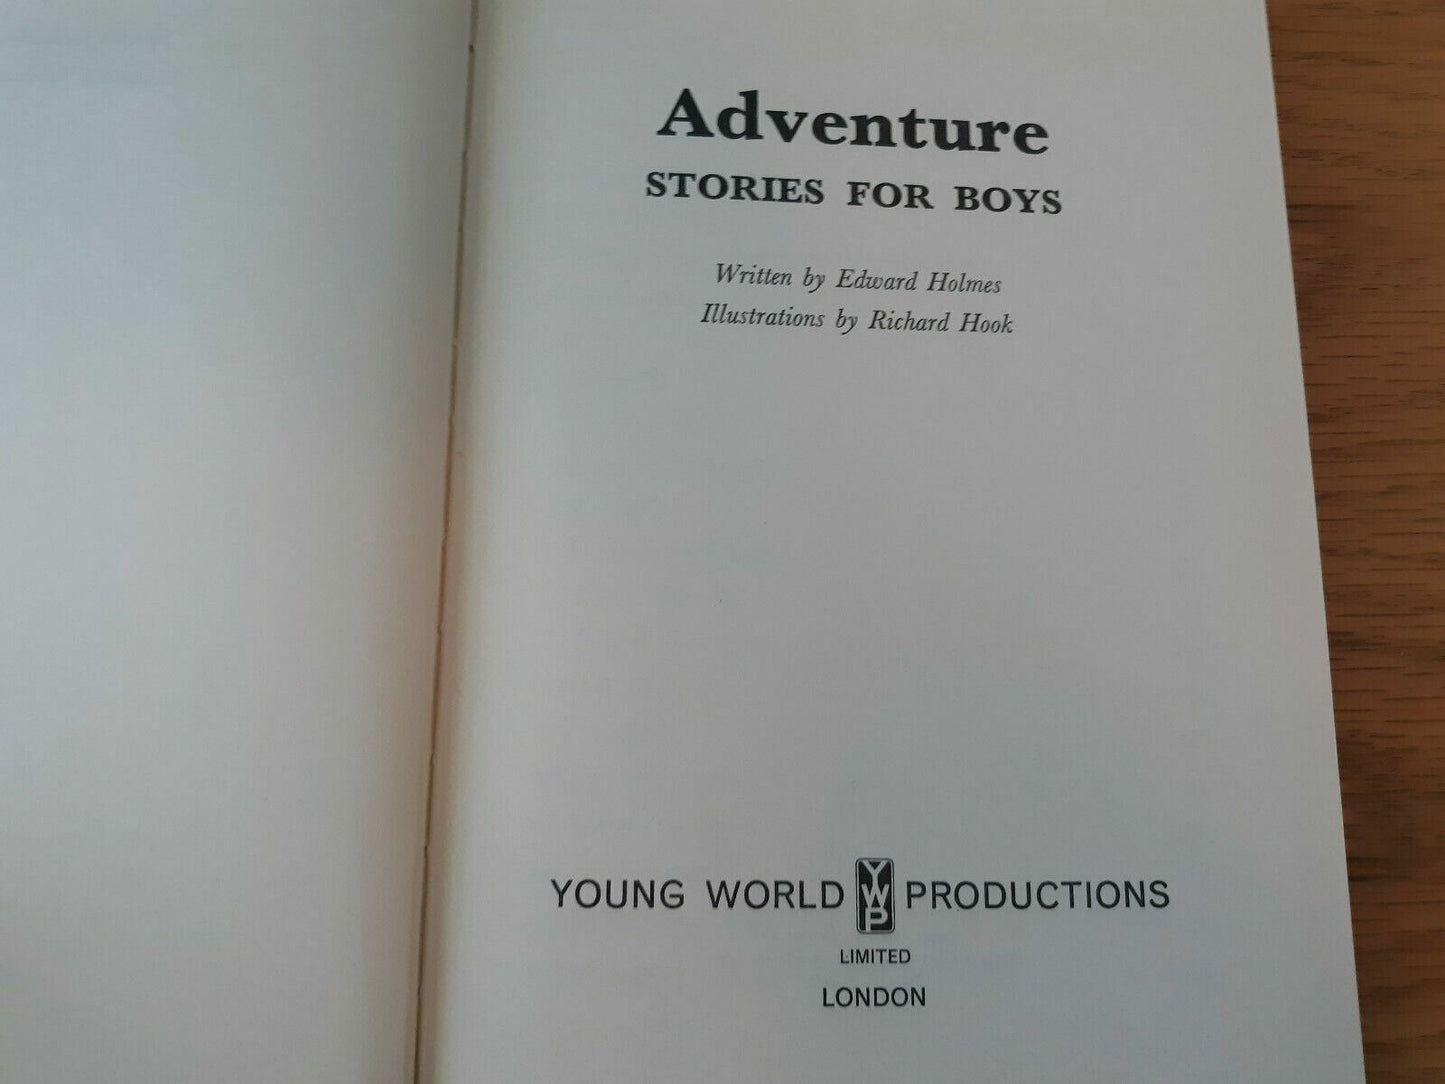 Adventure
STORIES FOR BOYS
Written by Edward Holmes
Illustrations by Richard Hook
YOUNG WORLD YWP PRODUCTIONS
LIMITED
LONDON